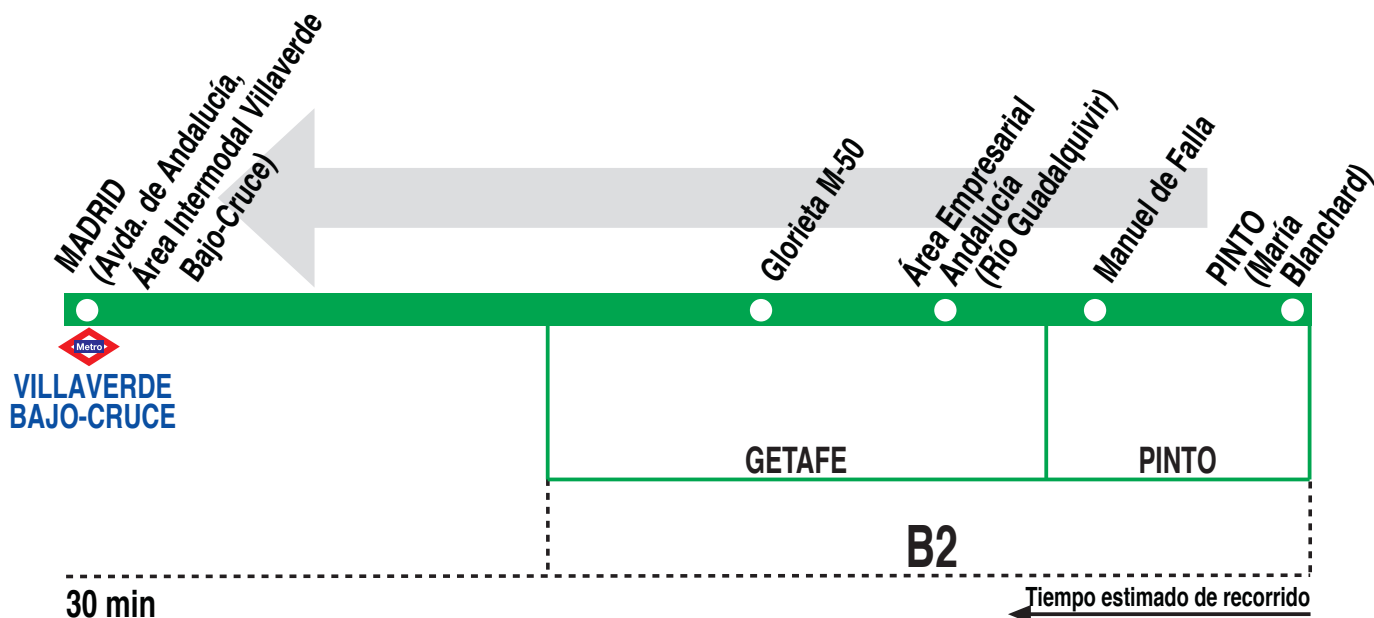 MADRID
(Avda. de Andalucía,
Área Intermodal Villaverde
Bajo-Cruce)
Glorieta M-50
Área Empresarial
Andalucía
(Río Guadalquivir)
Manuel de Falla
PINTO
(María
Blanchard)
Metro
VILLAVERDE
BAJO-CRUCE
GETAFE
PINTO
B2
30 min
Tiempo estimado de recorrido